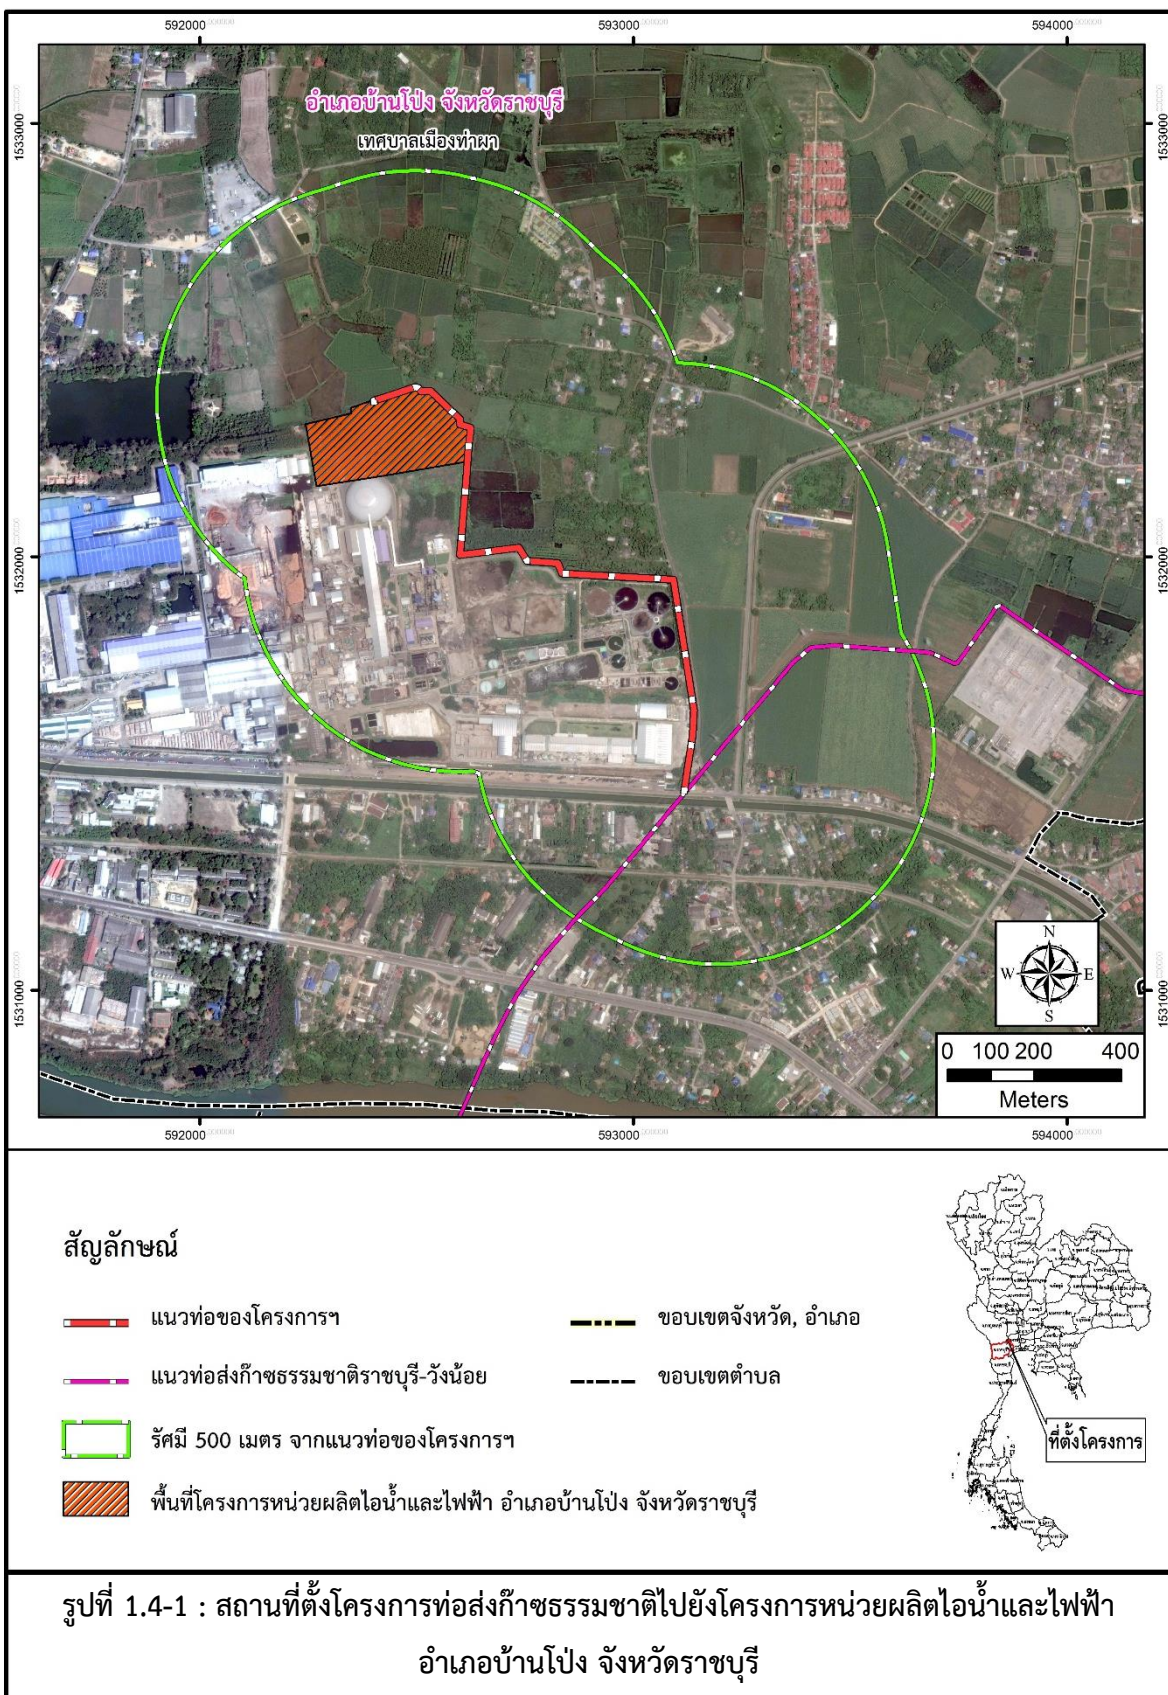 592000 593000 594000
1533000 1533000
อำเภอบ้านโป่ง จังหวัดราชบุรี
เทศบาลเมืองท่าผา
1532000 1532000
1531000 1531000
N
W E
S
0 100 200 400
Meters
592000 593000 594000
สัญลักษณ์
แนวท่อของโครงการฯ
ขอบเขตจังหวัด, อำเภอ
แนวท่อส่งก๊าซธรรมชาติราชบุรี-วังน้อย
ขอบเขตตำบล
รัศมี 500 เมตร จากแนวท่อของโครงการฯ
พื้นที่โครงการหน่วยผลิตไอน้ำและไฟฟ้า อำเภอบ้านโป่ง จังหวัดราชบุรี
ที่ตั้งโครงการ
รูปที่ 1.4-1 : สถานที่ตั้งโครงการท่อส่งก๊าซธรรมชาติไปยังโครงการหน่วยผลิตไอน้ำและไฟฟ้า
อำเภอบ้านโป่ง จังหวัดราชบุรี